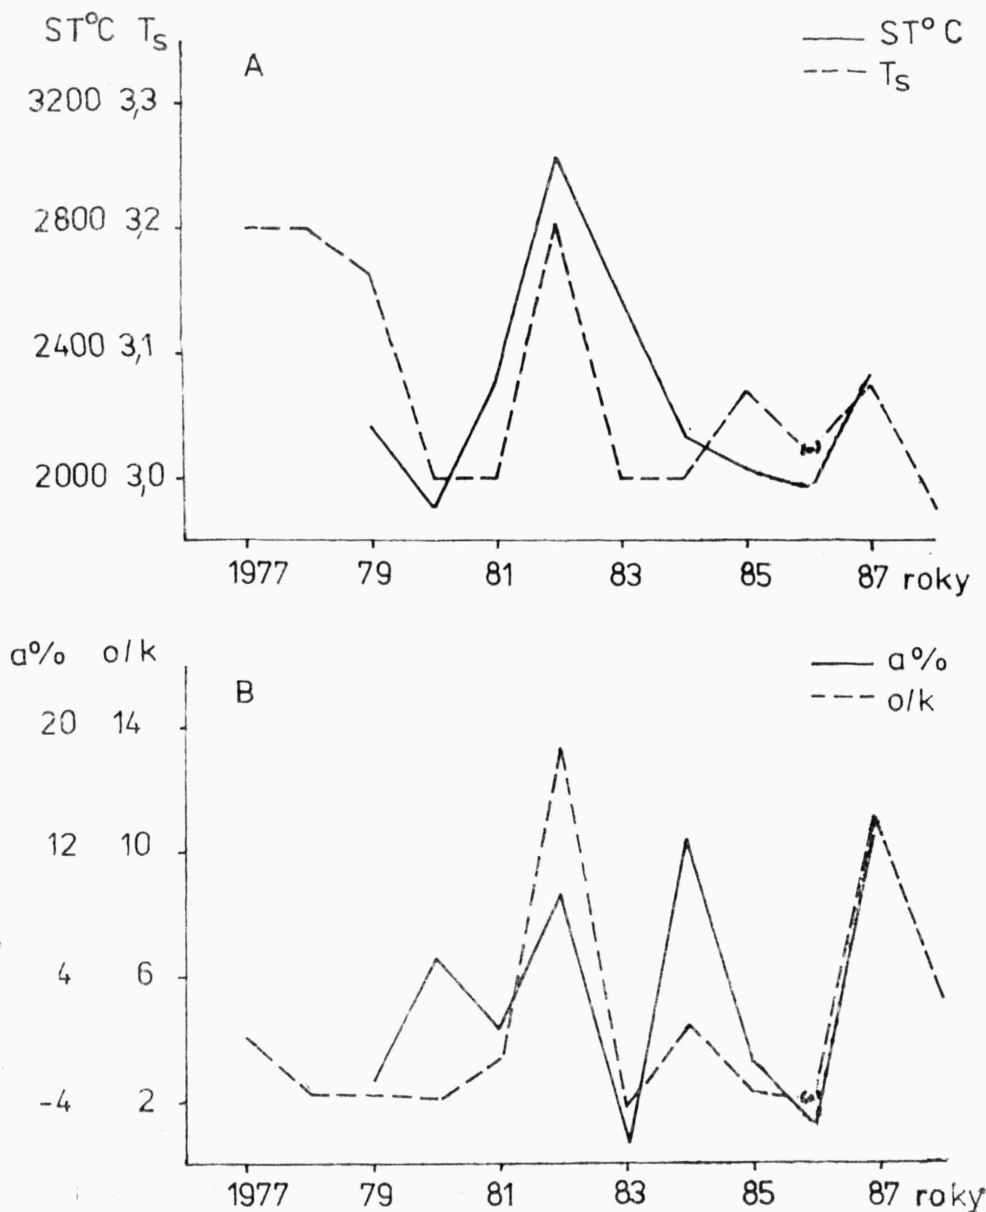 ST°C Ts
A
ST°C
Ts
3200 3,3
2800 3,2
2400 3,1
2000 3,0
1977 79 81 83 85 87 roky
a% o/k
B
a%
o/k
20 14
12 10
4 6
-4 2
1977 79 81 83 85 87 roky